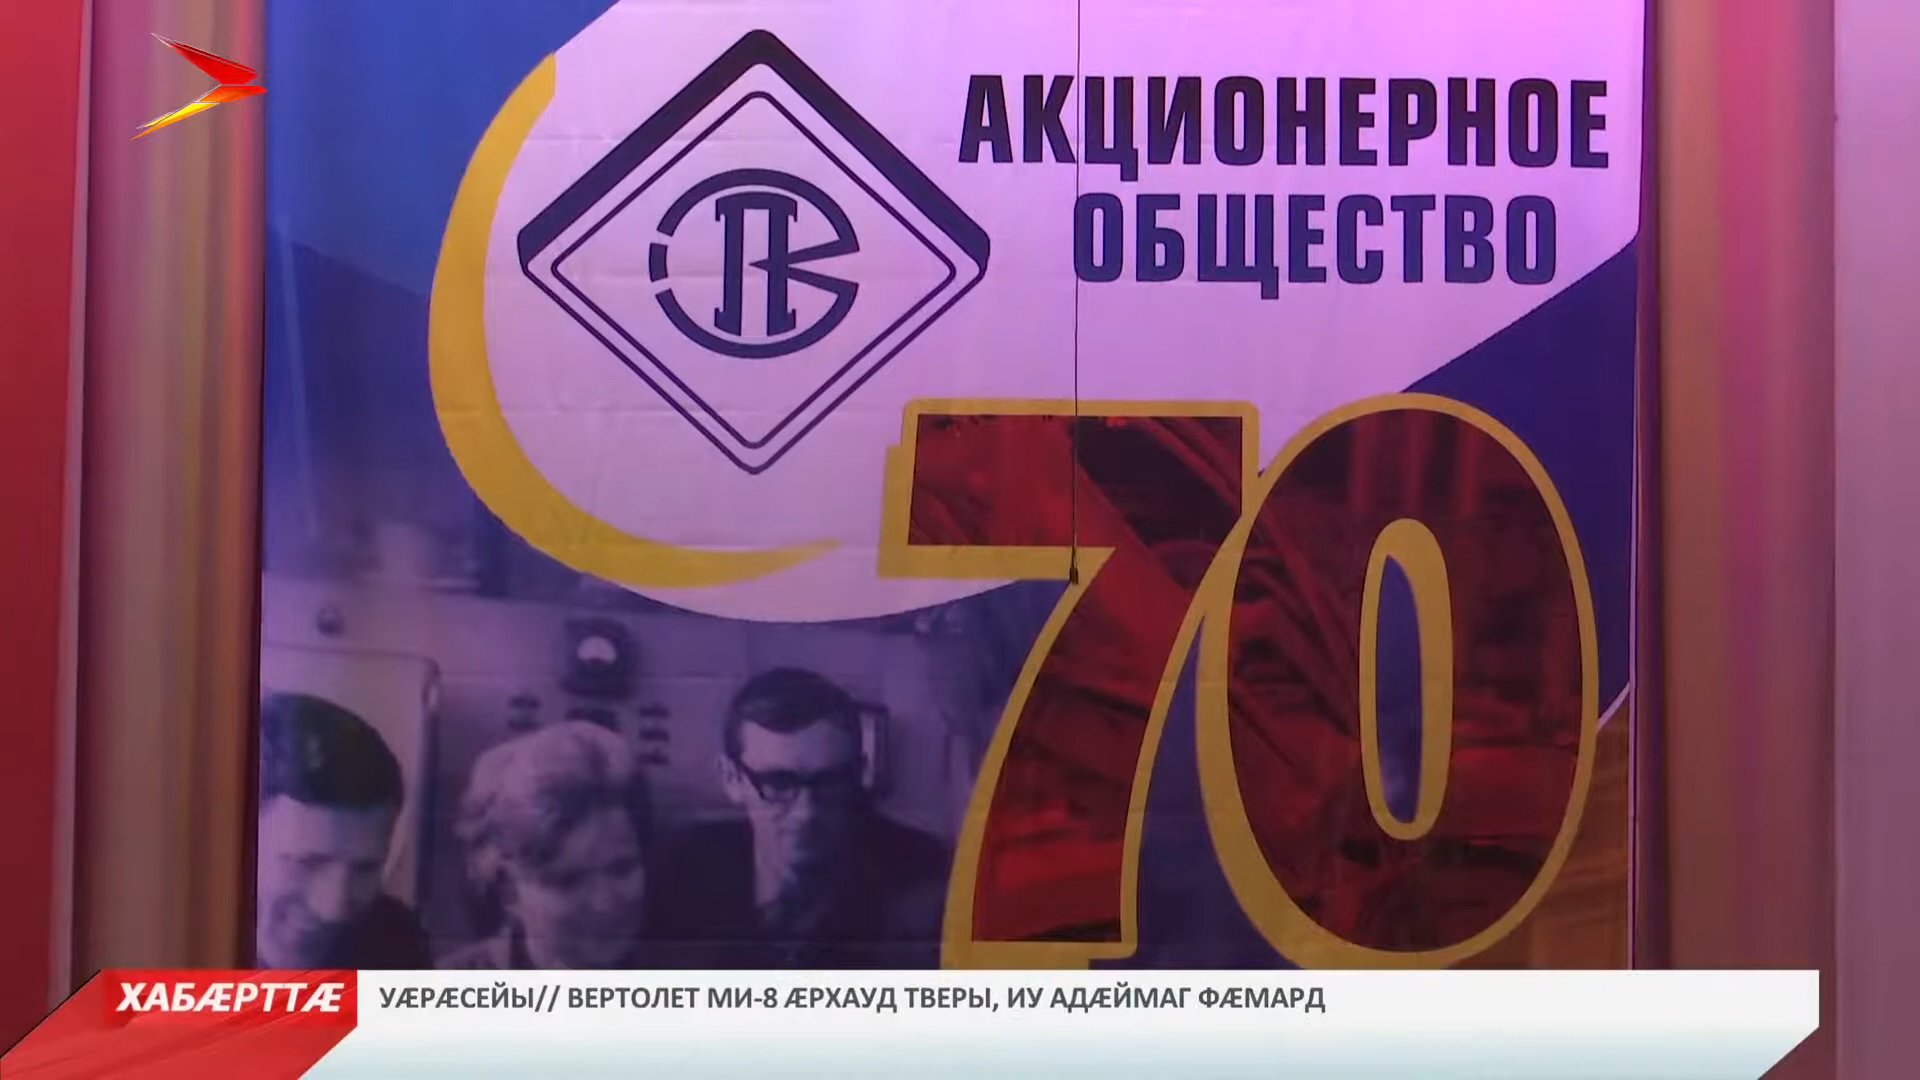 АКЦИОНЕРНОЕ
ОБЩЕСТВО
70
ХАБÆРТТÆ
УÆРÆСЕЙЫ// ВЕРТОЛЕТ МИ-8 ÆРХАУД ТВЕРЫ, ИУ АДÆЙМАГ ФÆМАРД